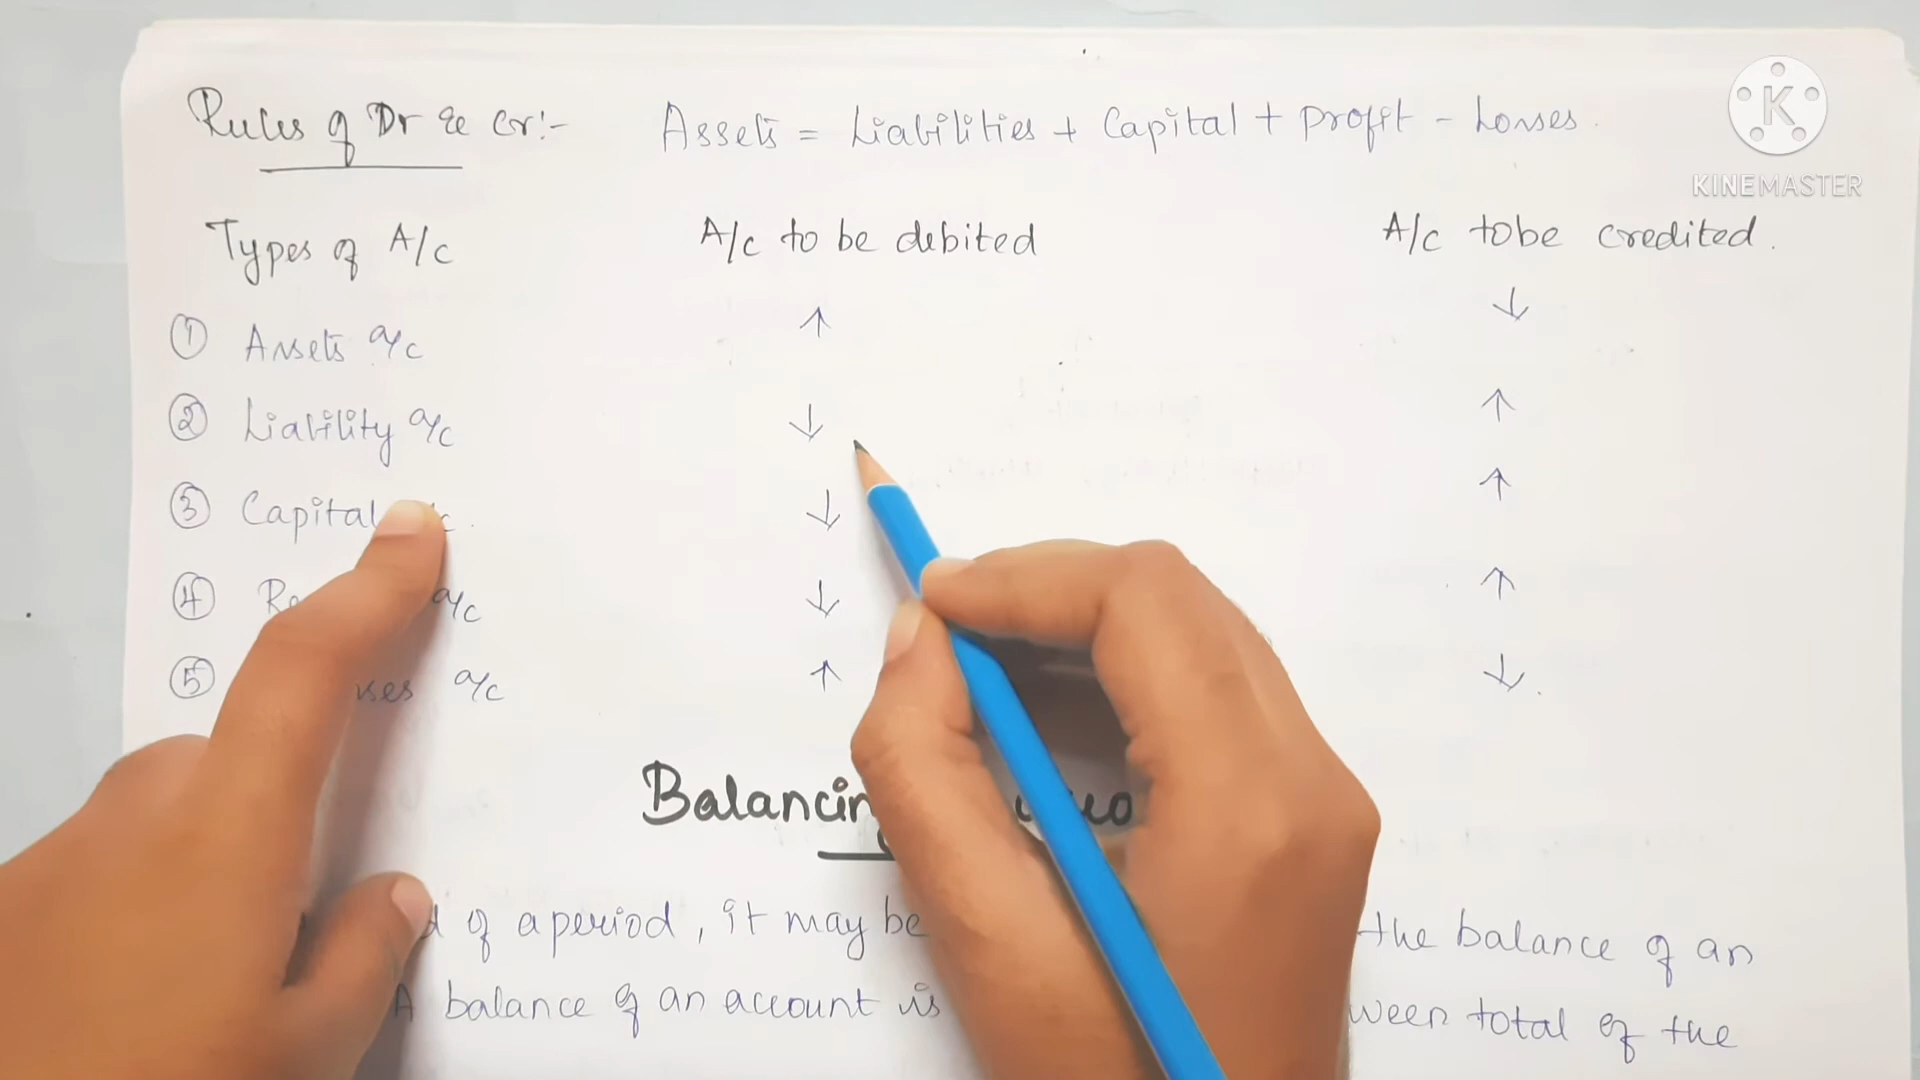 Rules of Dr & Cr:- Assets = Liabilities + Capital + Profit - Losses.
Types of A/c A/c to be debited A/c tobe credited.
① Assets a/c ↑ ↓
② Liability a/c ↓ ↑
③ Capital ↓ ↑
④ a/c ↓ ↑
⑤ a/c ↑ ↓.
of a period, it may be the balance of an
A balance of an account is total of the
KINEMASTER